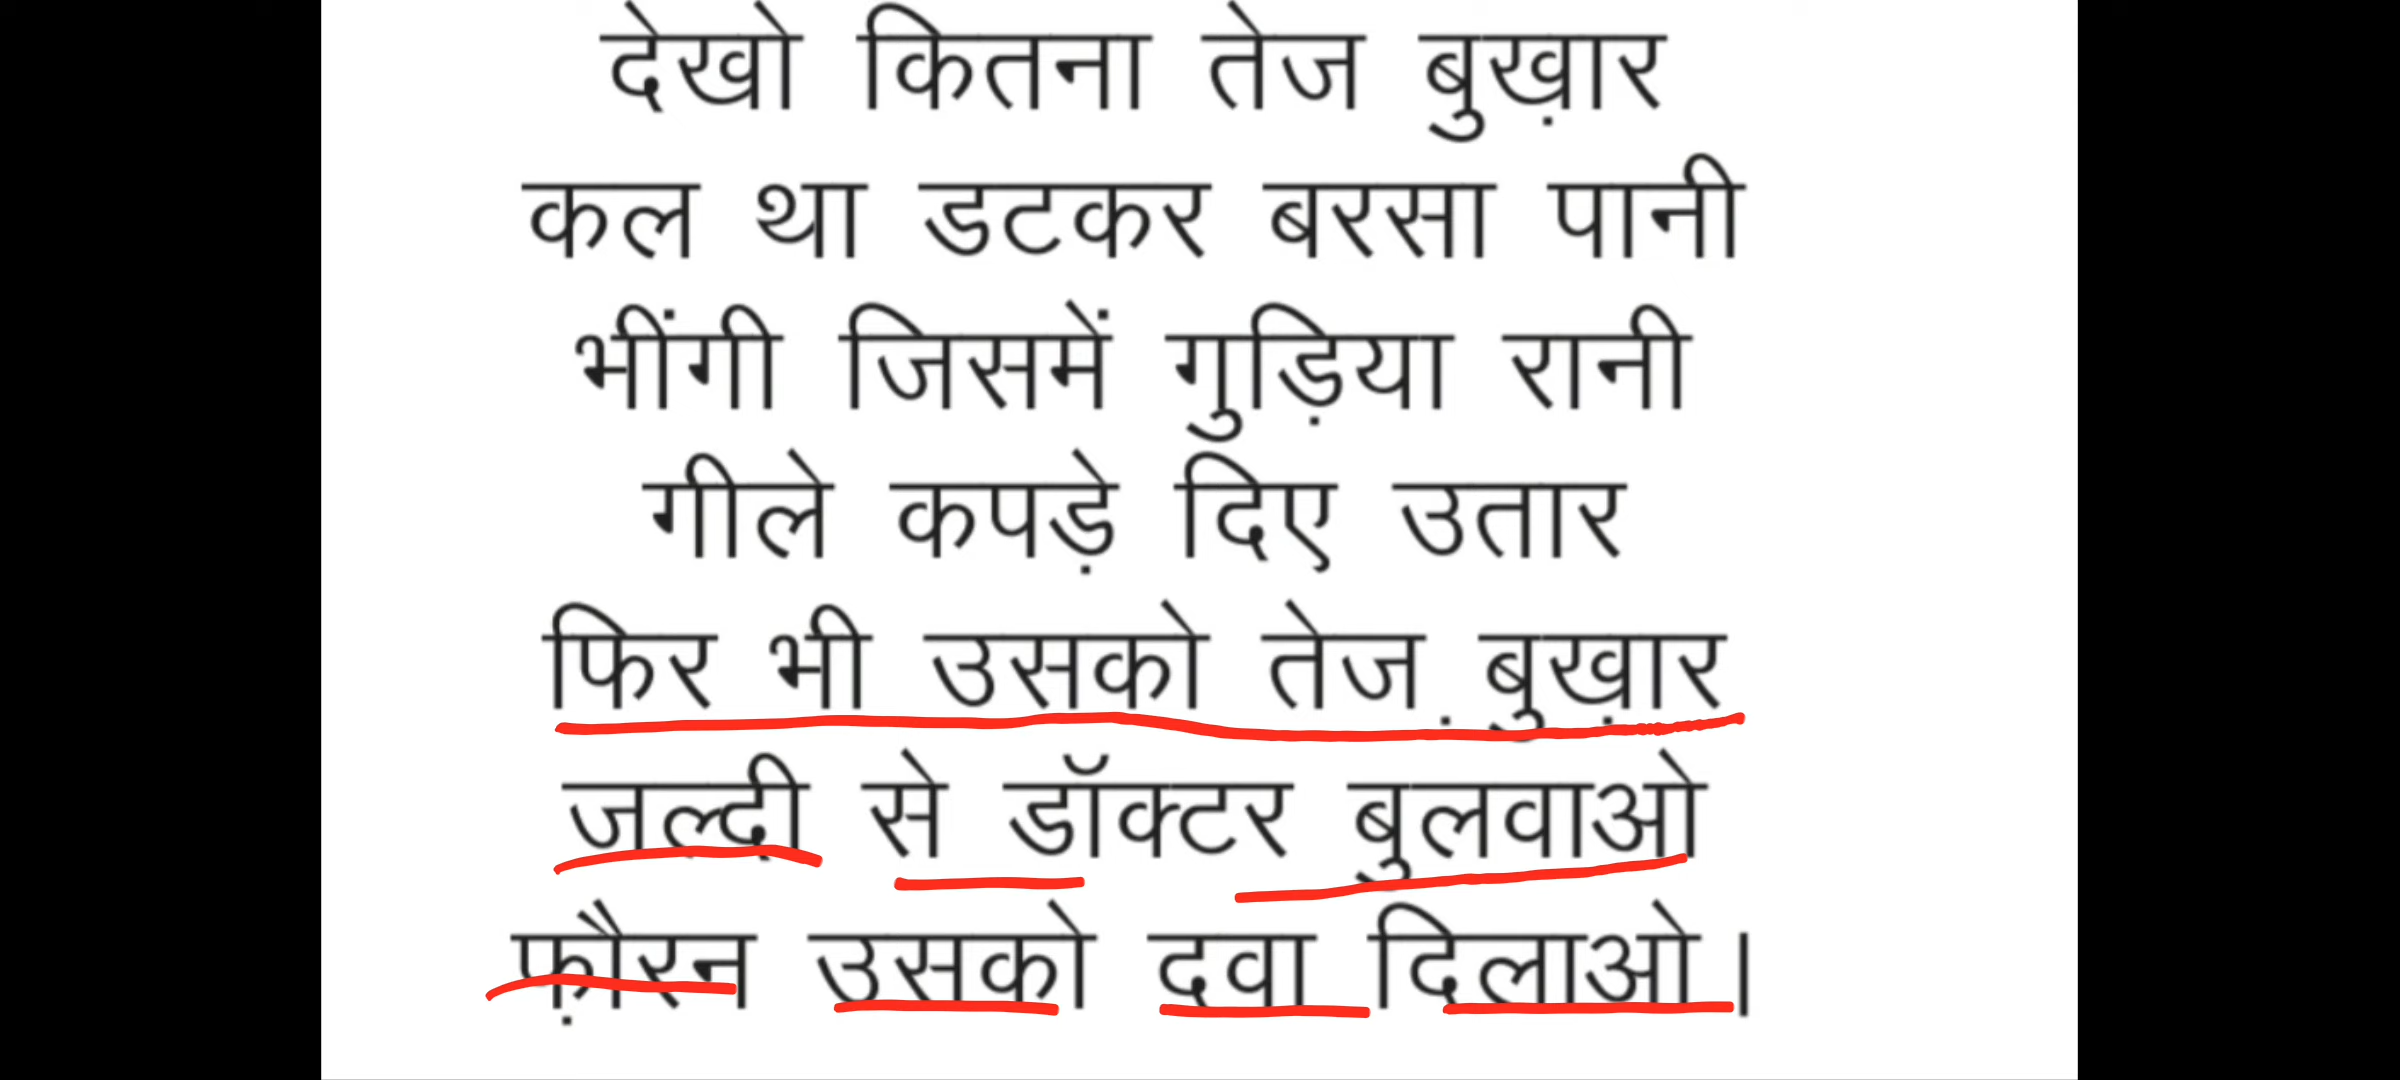 देखो कितना तेज बुख़ार
कल था डटकर बरसा पानी
भींगी जिसमें गुड़िया रानी
गीले कपड़े दिए उतार
फिर भी उसको तेज़ बुख़ार
जल्दी से डॉक्टर बुलवाओ
फ़ौरन उसको दवा दिलाओ।